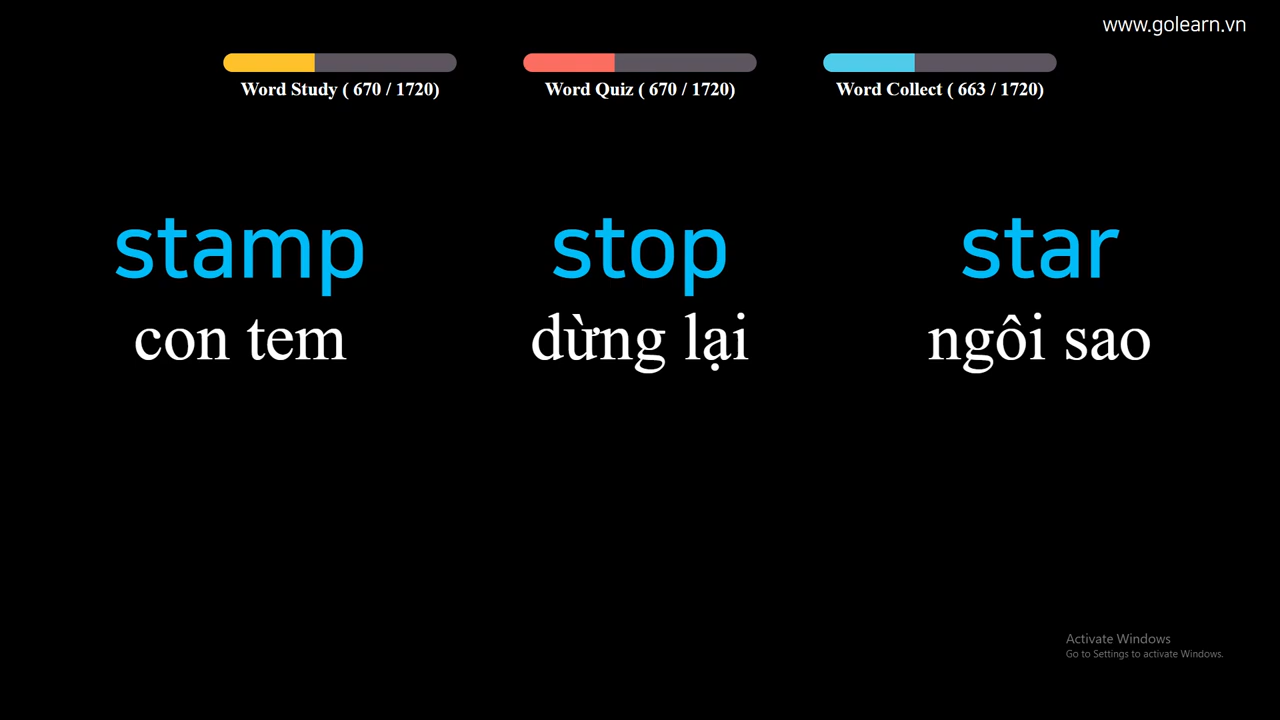 www.golearn.vn
Word Study ( 670 / 1720)
Word Quiz ( 670 / 1720)
Word Collect ( 663 / 1720)
stamp
con tem
stop
dừng lại
star
ngôi sao
Activate Windows
Go to Settings to activate Windows.